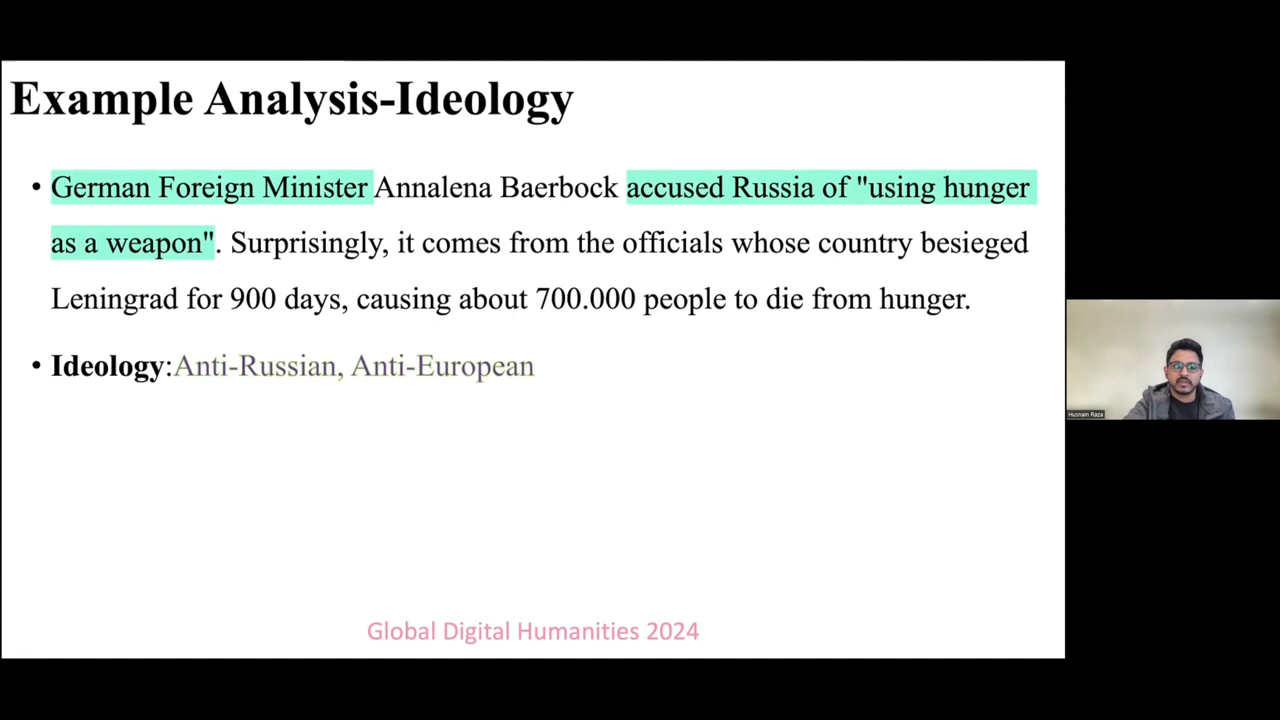 Example Analysis-Ideology
• German Foreign Minister Annalena Baerbock accused Russia of "using hunger
as a weapon". Surprisingly, it comes from the officials whose country besieged
Leningrad for 900 days, causing about 700.000 people to die from hunger.
• Ideology:Anti-Russian, Anti-European
Husnain Raza
Global Digital Humanities 2024